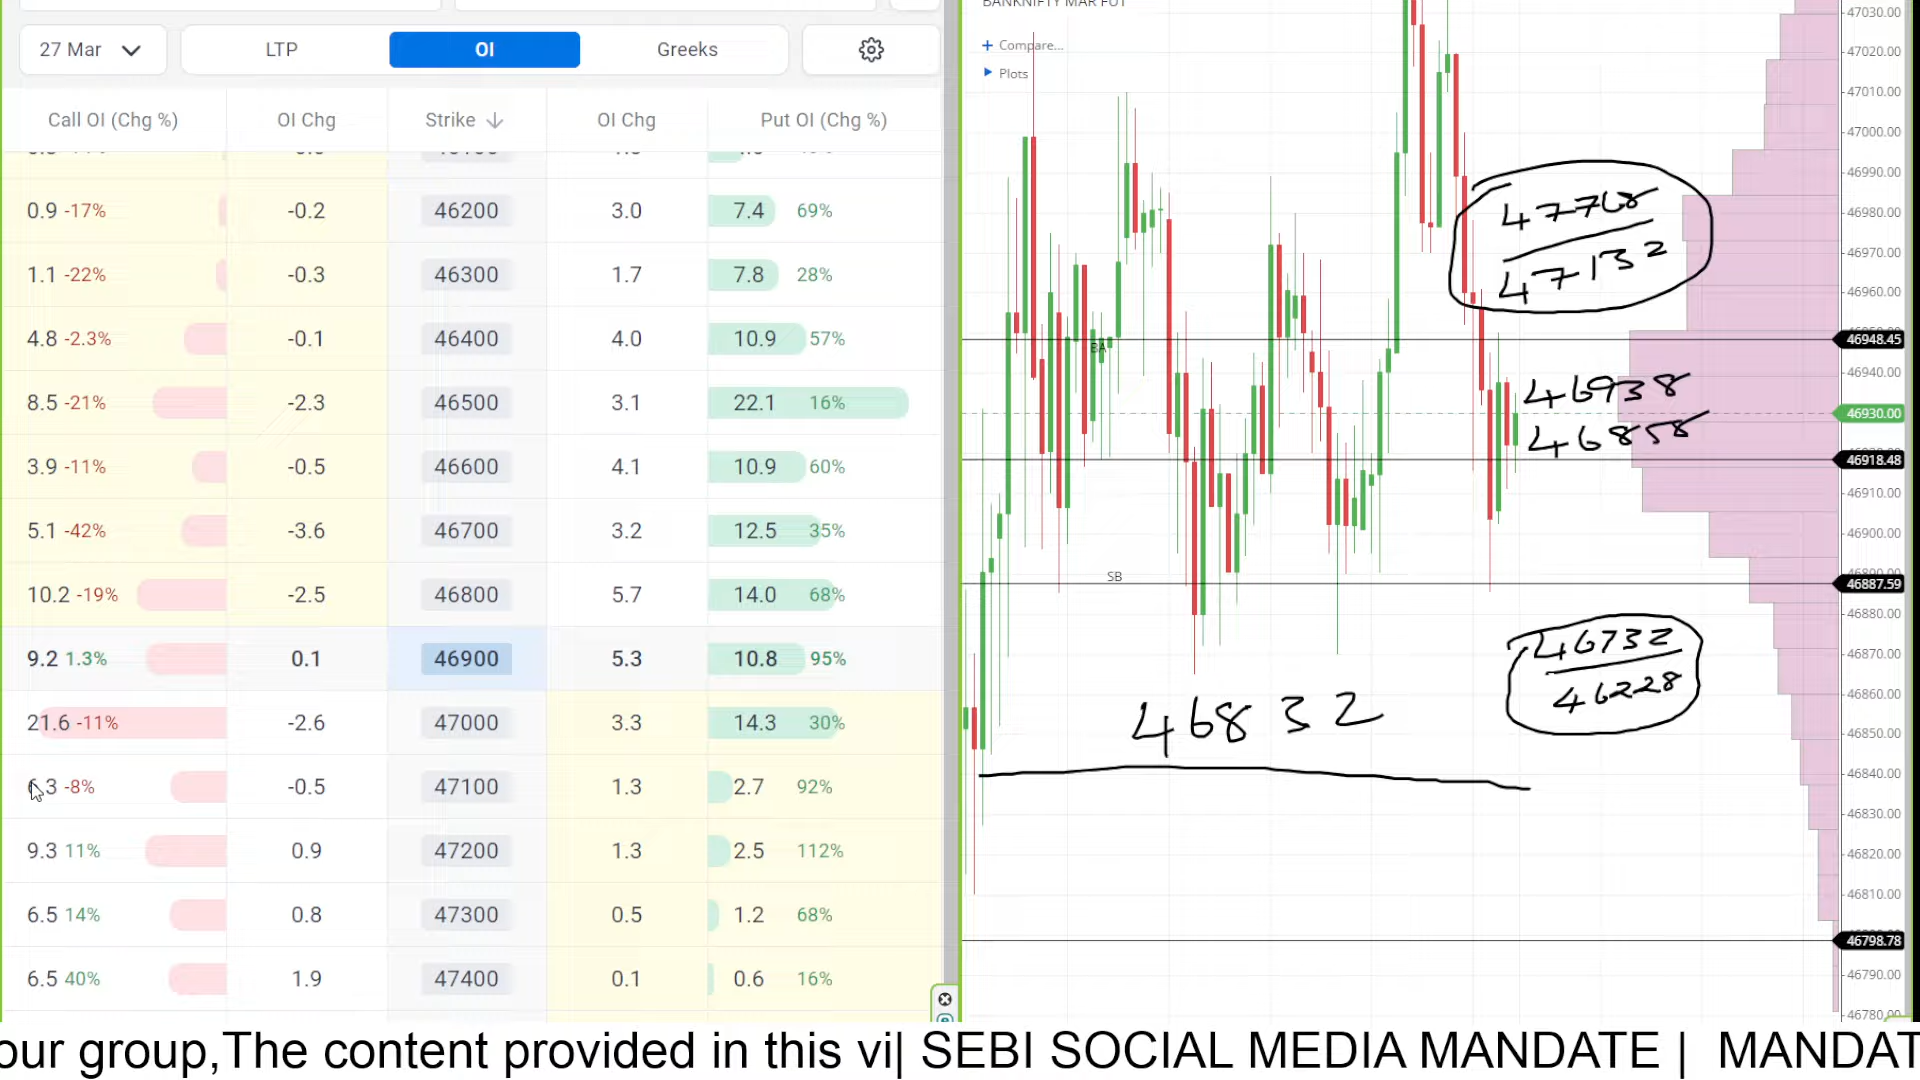 BANKNIFTY MAR FUT
27 Mar LTP OI Greeks
+ Compare...
Plots
Call OI (Chg %) OI Chg Strike ↓ OI Chg Put OI (Chg %)
0.9 -17% -0.2 46200 3.0 7.4 69%
1.1 -22% -0.3 46300 1.7 7.8 28%
4.8 -2.3% -0.1 46400 4.0 10.9 57%
8.5 -21% -2.3 46500 3.1 22.1 16%
3.9 -11% -0.5 46600 4.1 10.9 60%
5.1 -42% -3.6 46700 3.2 12.5 35%
10.2 -19% -2.5 46800 5.7 14.0 68%
9.2 1.3% 0.1 46900 5.3 10.8 95%
21.6 -11% -2.6 47000 3.3 14.3 30%
6.3 -8% -0.5 47100 1.3 2.7 92%
9.3 11% 0.9 47200 1.3 2.5 112%
6.5 14% 0.8 47300 0.5 1.2 68%
6.5 40% 1.9 47400 0.1 0.6 16%
47132
BA
46938
46858
SB
46732
46228
46832
47030.00
47020.00
47010.00
47000.00
46990.00
46980.00
46970.00
46960.00
46948.45
46940.00
46930.00
46918.48
46910.00
46900.00
46887.59
46880.00
46870.00
46860.00
46850.00
46840.00
46830.00
46820.00
46810.00
46798.78
46790.00
46780.00
our group,The content provided in this vi| SEBI SOCIAL MEDIA MANDATE | MANDAT